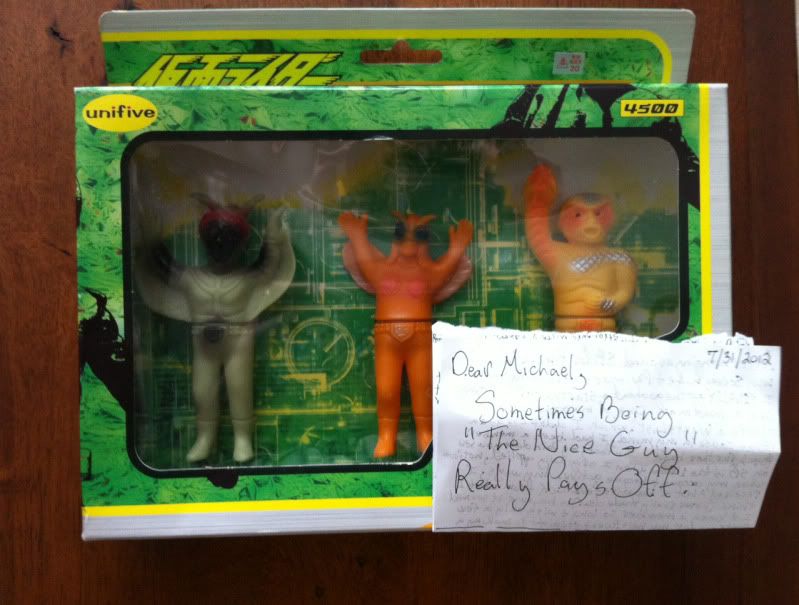 仮面ライダー
unifive
4500
7/31/2012
Dear Michael,
Sometimes Being
"The Nice Guy"
Really Pays Off.